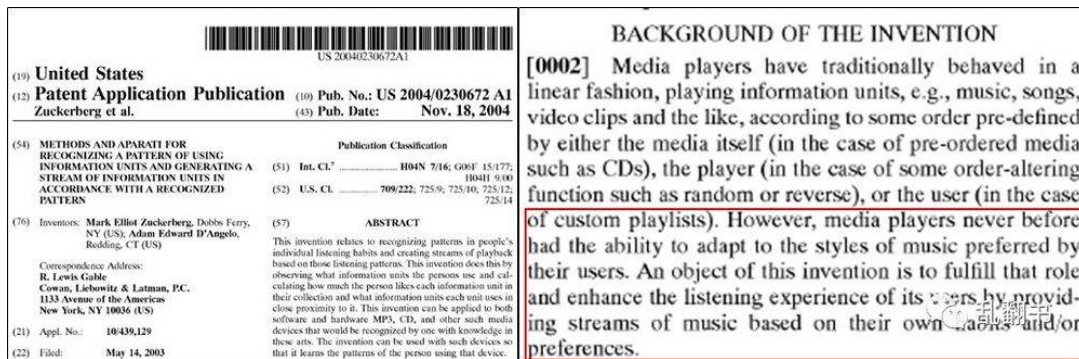 US 20040230672A1
(19) United States
(12) Patent Application Publication (10) Pub. No.: US 2004/0230672 A1
Zuckerberg et al. (43) Pub. Date: Nov. 18, 2004
(54) METHODS AND APARATI FOR
RECOGNIZING A PATTERN OF USING
INFORMATION UNITS AND GENERATING A
STREAM OF INFORMATION UNITS IN
ACCORDANCE WITH A RECOGNIZED
PATTERN
(76) Inventors: Mark Elliot Zuckerberg, Dobbs Ferry,
NY (US); Adam Edward D'Angelo,
Redding, CT (US)
Correspondence Address:
R. Lewis Gable
Cowan, Liebowitz & Latman, P.C.
1133 Avenue of the Americas
New York, NY 10036 (US)
(21) Appl. No.: 10/439,129
(22) Filed: May 14, 2003
Publication Classification
(51) Int. Cl.7 ........................ H04N 7/16; G06F 15/177;
H04H 9/00
(52) U.S. Cl. .................. 709/222; 725/9; 725/10; 725/12;
725/14
(57) ABSTRACT
This invention relates to recognizing patterns in people's
individual listening habits and creating streams of playback
based on those listening patterns. This invention does this by
observing what information units the persons use and cal-
culating how much the person likes each information unit in
their collection and what information units each unit uses in
close proximity to it. This invention can be applied to both
software and hardware MP3, CD, and other such media
devices that would be recognized by one with knowledge in
these arts. The invention can be used with such devices so
that it learns the patterns of the person using that device.
BACKGROUND OF THE INVENTION
[0002] Media players have traditionally behaved in a
linear fashion, playing information units, e.g., music, songs,
video clips and the like, according to some order pre-defined
by either the media itself (in the case of pre-ordered media
such as CDs), the player (in the case of some order-altering
function such as random or reverse), or the user (in the case
of custom playlists). However, media players never before
had the ability to adapt to the styles of music preferred by
their users. An object of this invention is to fulfill that role
and enhance the listening experience of its users by provid-
ing streams of music based on their own and/or
preferences.
乱翻书